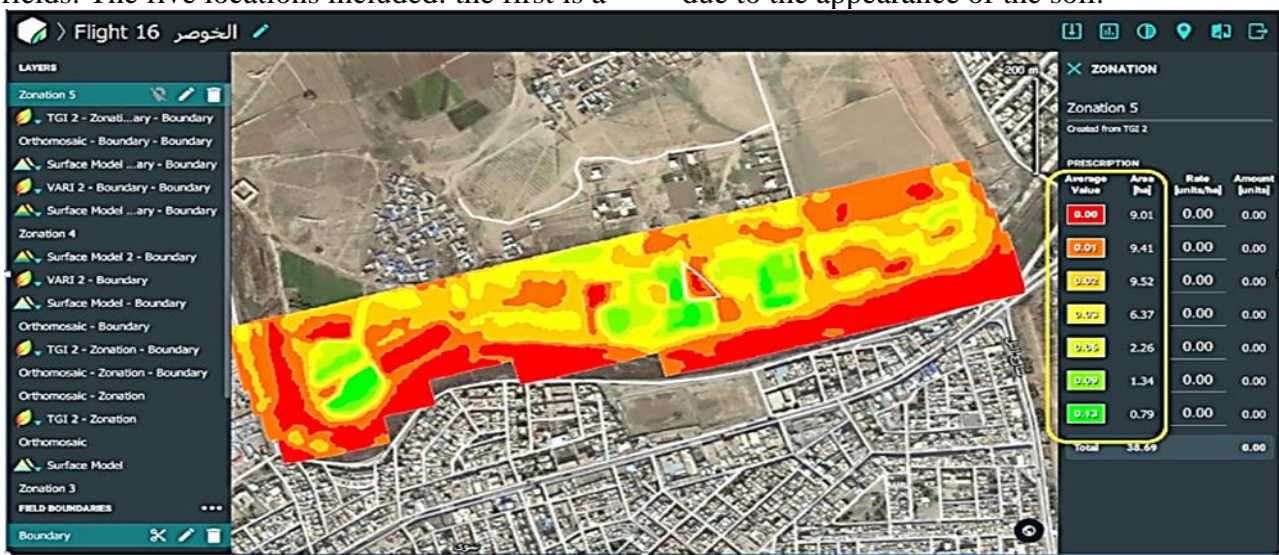 fields. The five locations included: the first is a due to the appearance of the soil.
Flight 16 الخوصر
LAYERS
Zonation 5
TGI 2 - Zonati...ary - Boundary
Orthomosaic - Boundary - Boundary
Surface Model ...ary - Boundary
VARI 2 - Boundary - Boundary
Surface Model ...ary - Boundary
Zonation 4
Surface Model 2 - Boundary
VARI 2 - Boundary
Surface Model - Boundary
Orthomosaic - Boundary
TGI 2 - Zonation - Boundary
Orthomosaic - Zonation - Boundary
Orthomosaic - Zonation
TGI 2 - Zonation
Orthomosaic
Surface Model
Zonation 3
FIELD BOUNDARIES
Boundary
200 m
ZONATION
Zonation 5
Created from TGI 2
PRESCRIPTION
Average Value Area [ha] Rate [units/ha] Amount [units]
0.00 9.01 0.00 0.00
0.01 9.41 0.00 0.00
0.02 9.52 0.00 0.00
0.03 6.37 0.00 0.00
0.06 2.26 0.00 0.00
0.09 1.34 0.00 0.00
0.13 0.79 0.00 0.00
Total 38.69 0.00